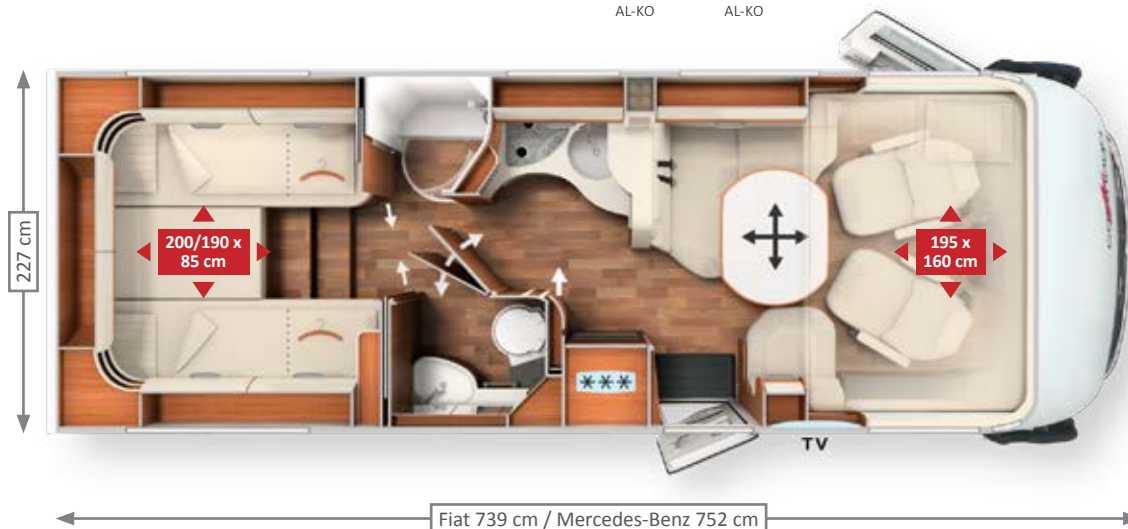 AL-KO AL-KO
227 cm
200/190 x
85 cm
195 x
160 cm
TV
Fiat 739 cm / Mercedes-Benz 752 cm